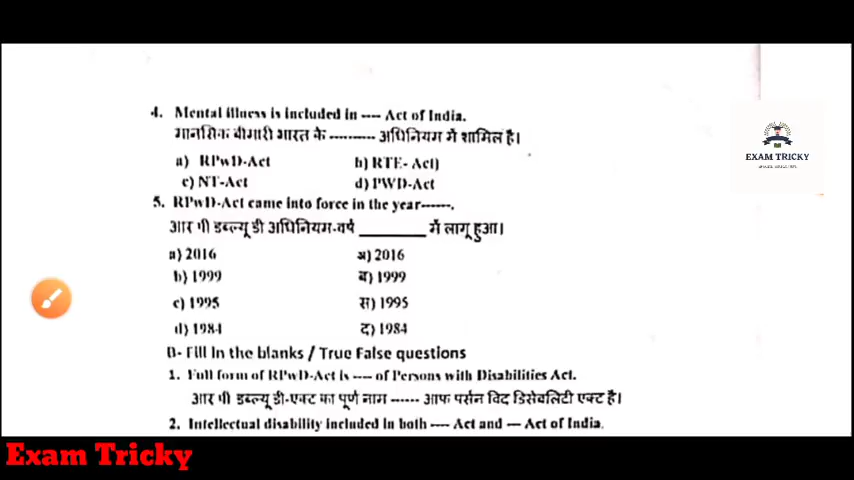 4. Mental illness is included in ---- Act of India.
मानसिक बीमारी भारत के ---------- अधिनियम में शामिल है।
a) RPwD-Act b) RTE- Act)
c) NT-Act d) PWD-Act
5. RPwD-Act came into force in the year------.
आर पी डब्ल्यू डी अधिनियम-वर्ष ________ में लागू हुआ।
a) 2016 अ) 2016
b) 1999 ब) 1999
c) 1995 स) 1995
d) 1984 द) 1984
D- Fill in the blanks / True False questions
1. Full form of RPwD-Act is ---- of Persons with Disabilities Act.
आर पी डब्ल्यू डी-एक्ट का पूर्ण नाम ------ आफ पर्सन विद डिसेबलिटी एक्ट है।
2. Intellectual disability included in both ---- Act and --- Act of India.
EXAM TRICKY
Exam Tricky